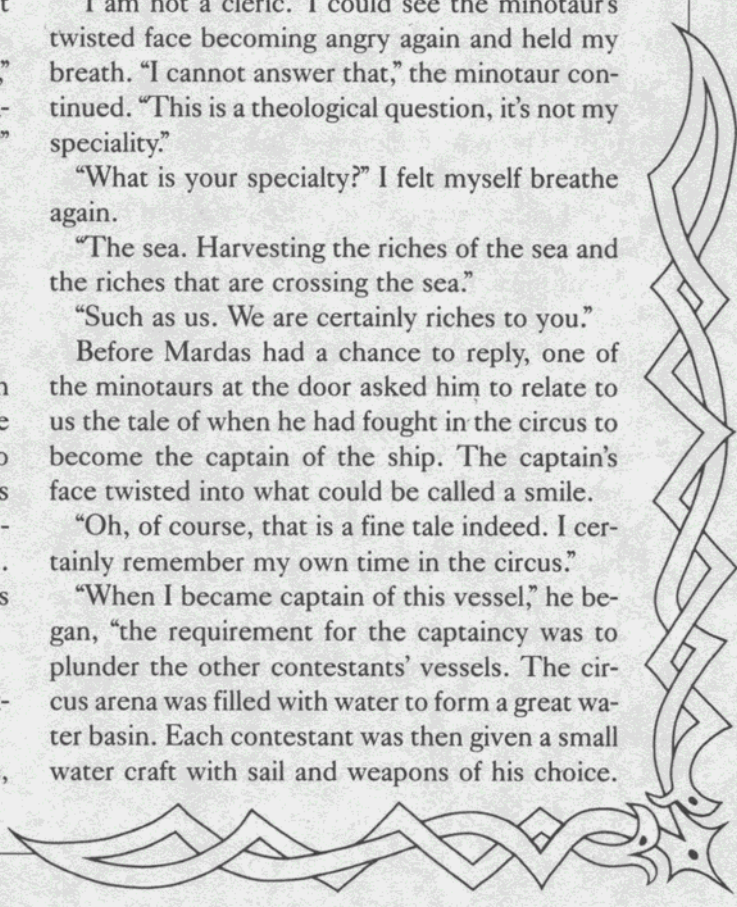 "I am not a cleric." I could see the minotaur's
twisted face becoming angry again and held my
breath. "I cannot answer that," the minotaur con-
tinued. "This is a theological question, it's not my
speciality."
"What is your specialty?" I felt myself breathe
again.
"The sea. Harvesting the riches of the sea and
the riches that are crossing the sea."
"Such as us. We are certainly riches to you."
Before Mardas had a chance to reply, one of
the minotaurs at the door asked him to relate to
us the tale of when he had fought in the circus to
become the captain of the ship. The captain's
face twisted into what could be called a smile.
"Oh, of course, that is a fine tale indeed. I cer-
tainly remember my own time in the circus."
"When I became captain of this vessel," he be-
gan, "the requirement for the captaincy was to
plunder the other contestants' vessels. The cir-
cus arena was filled with water to form a great wa-
ter basin. Each contestant was then given a small
water craft with sail and weapons of his choice.